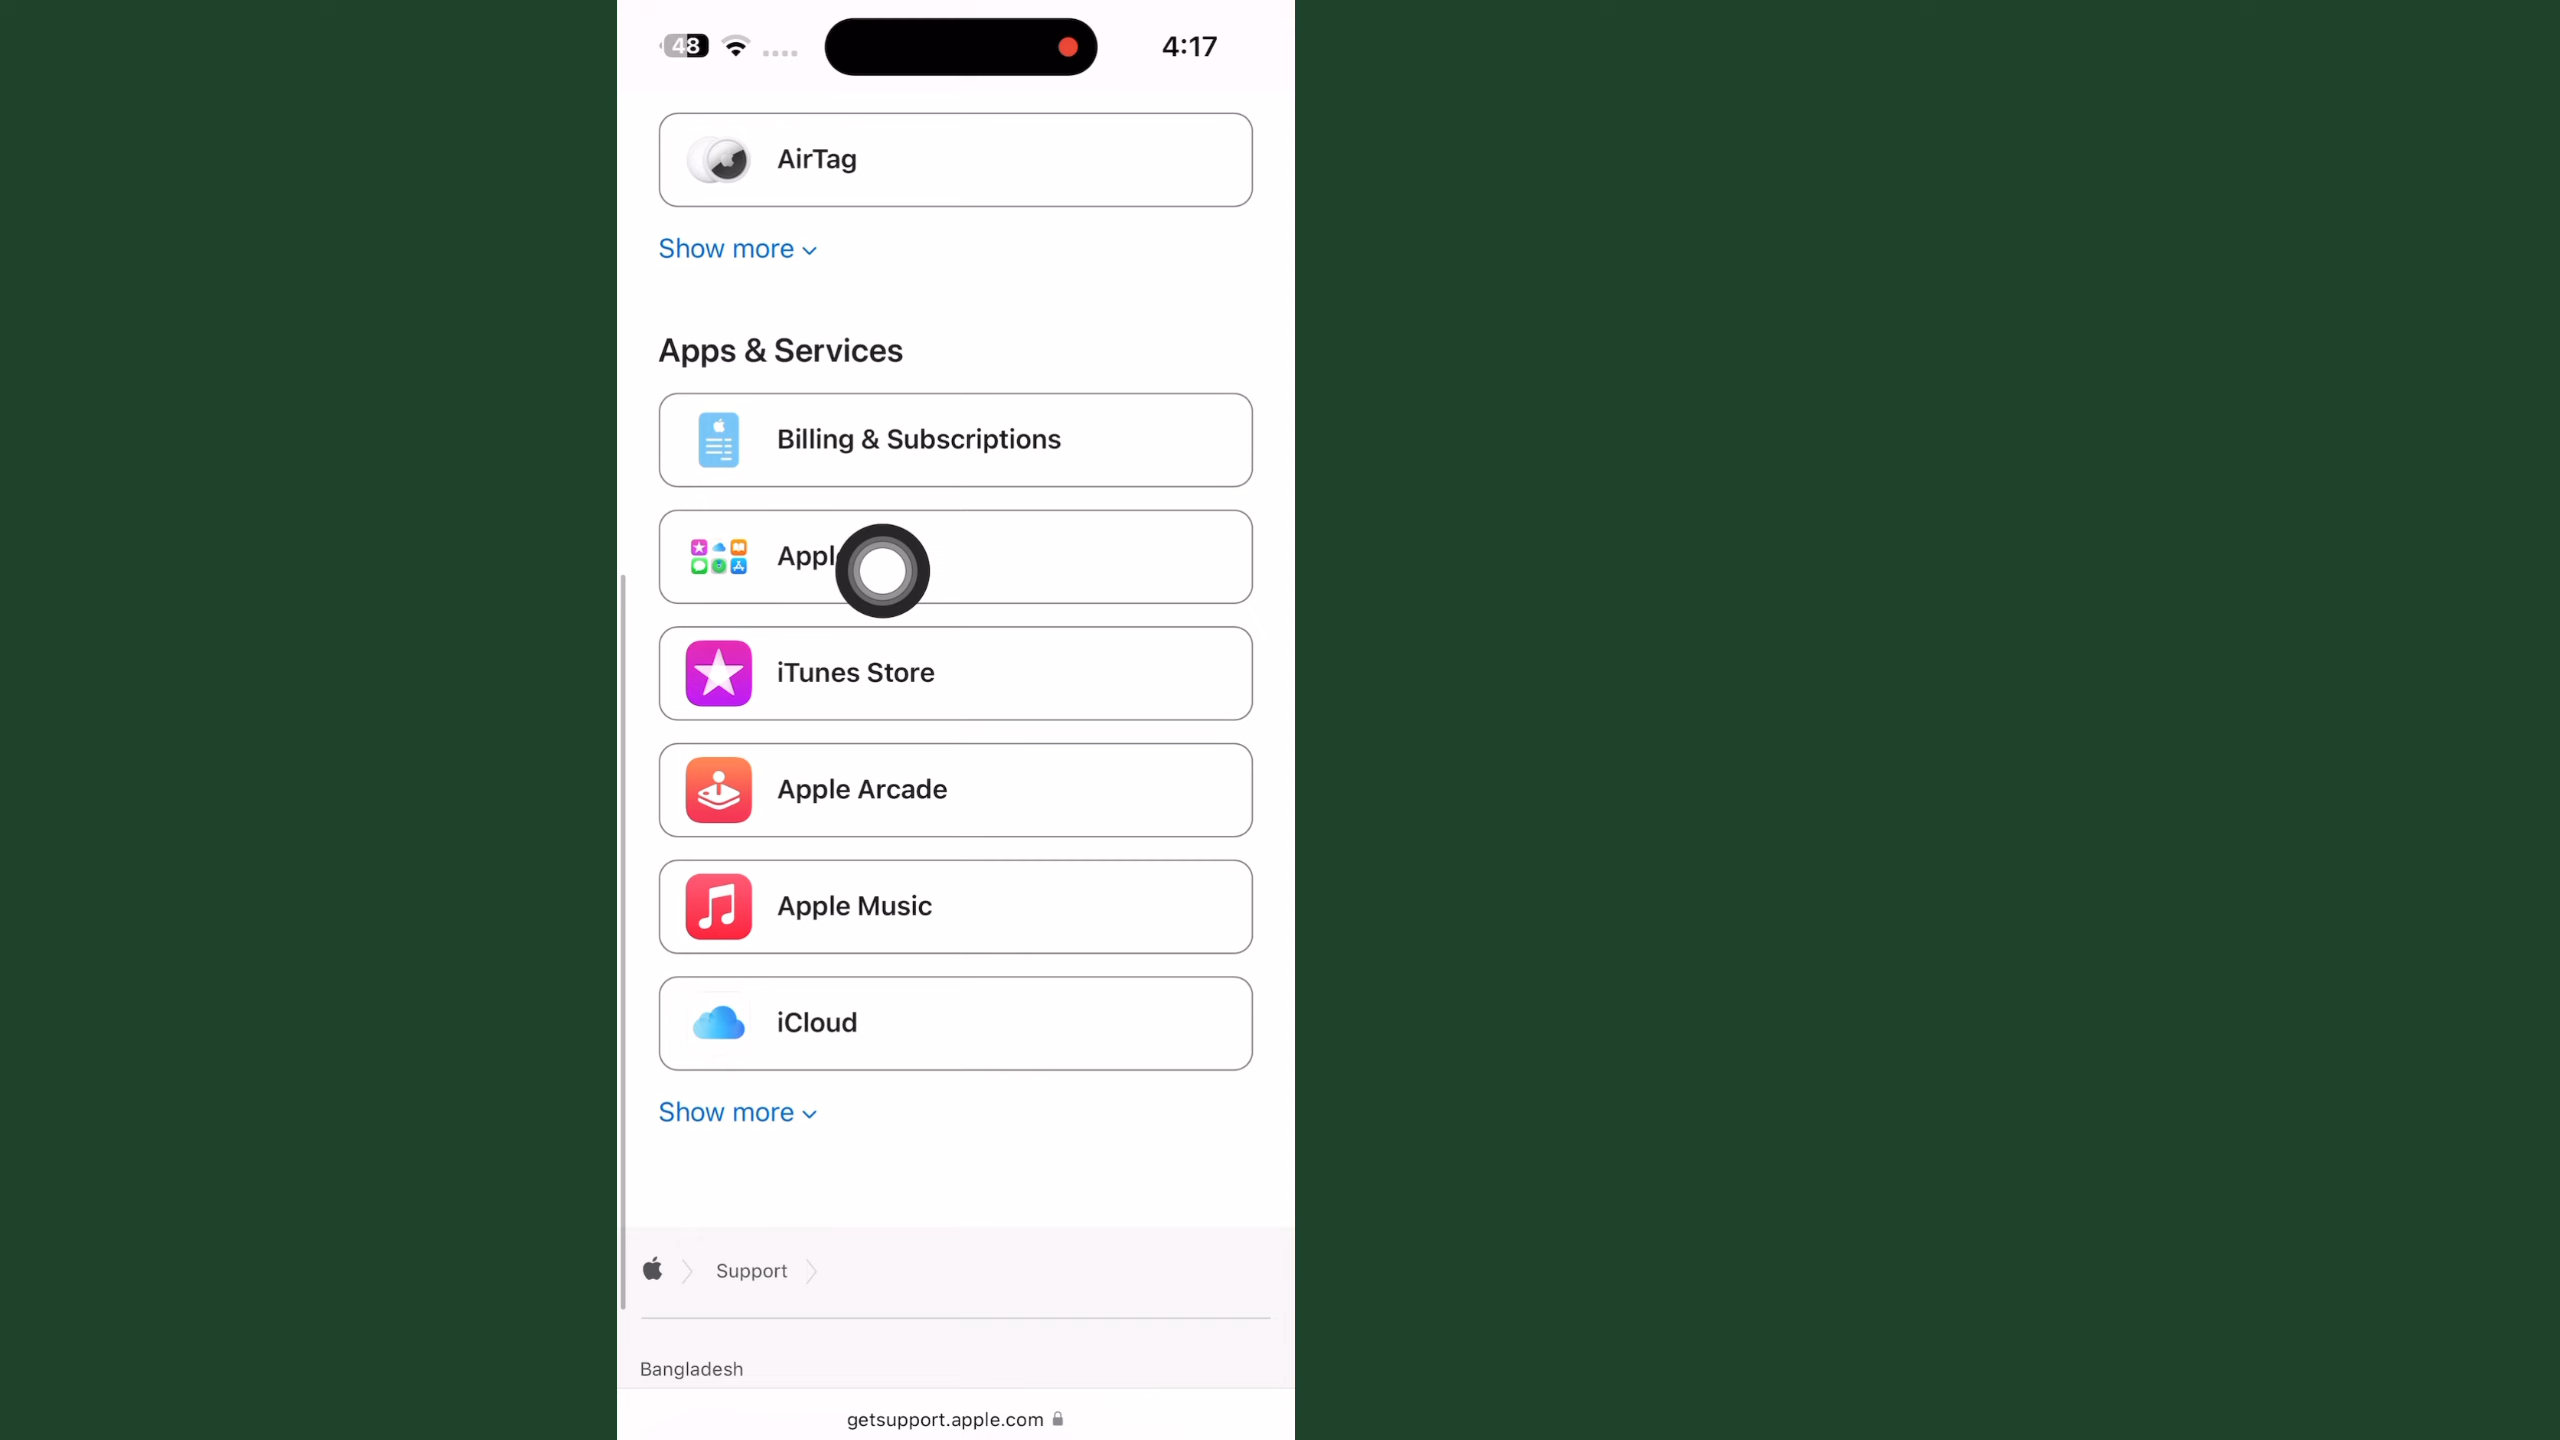 48
4:17
AirTag
Show more
Apps & Services
Billing & Subscriptions
iTunes Store
Apple Arcade
Apple Music
iCloud
Show more
Support
Bangladesh
getsupport.apple.com